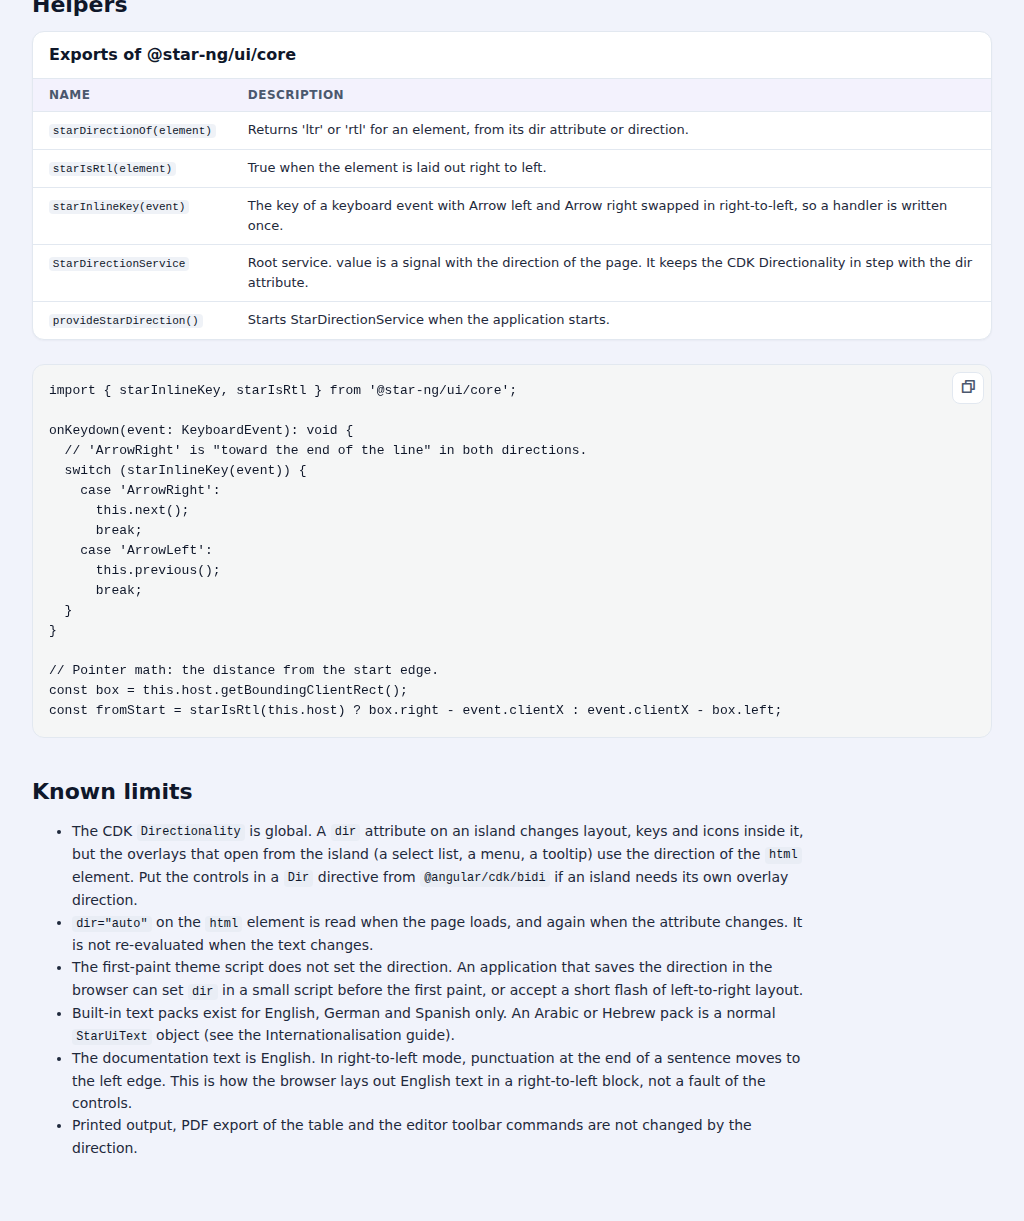 Helpers
Exports of @star-ng/ui/core
NAME DESCRIPTION
starDirectionOf(element) Returns 'ltr' or 'rtl' for an element, from its dir attribute or direction.
starIsRtl(element) True when the element is laid out right to left.
starInlineKey(event) The key of a keyboard event with Arrow left and Arrow right swapped in right-to-left, so a handler is written
once.
StarDirectionService Root service. value is a signal with the direction of the page. It keeps the CDK Directionality in step with the dir
attribute.
provideStarDirection() Starts StarDirectionService when the application starts.
import { starInlineKey, starIsRtl } from '@star-ng/ui/core';

onKeydown(event: KeyboardEvent): void {
  // 'ArrowRight' is "toward the end of the line" in both directions.
  switch (starInlineKey(event)) {
    case 'ArrowRight':
      this.next();
      break;
    case 'ArrowLeft':
      this.previous();
      break;
  }
}

// Pointer math: the distance from the start edge.
const box = this.host.getBoundingClientRect();
const fromStart = starIsRtl(this.host) ? box.right - event.clientX : event.clientX - box.left;
Known limits
• The CDK Directionality is global. A dir attribute on an island changes layout, keys and icons inside it,
but the overlays that open from the island (a select list, a menu, a tooltip) use the direction of the html
element. Put the controls in a Dir directive from @angular/cdk/bidi if an island needs its own overlay
direction.
• dir="auto" on the html element is read when the page loads, and again when the attribute changes. It
is not re-evaluated when the text changes.
• The first-paint theme script does not set the direction. An application that saves the direction in the
browser can set dir in a small script before the first paint, or accept a short flash of left-to-right layout.
• Built-in text packs exist for English, German and Spanish only. An Arabic or Hebrew pack is a normal
StarUiText object (see the Internationalisation guide).
• The documentation text is English. In right-to-left mode, punctuation at the end of a sentence moves to
the left edge. This is how the browser lays out English text in a right-to-left block, not a fault of the
controls.
• Printed output, PDF export of the table and the editor toolbar commands are not changed by the
direction.